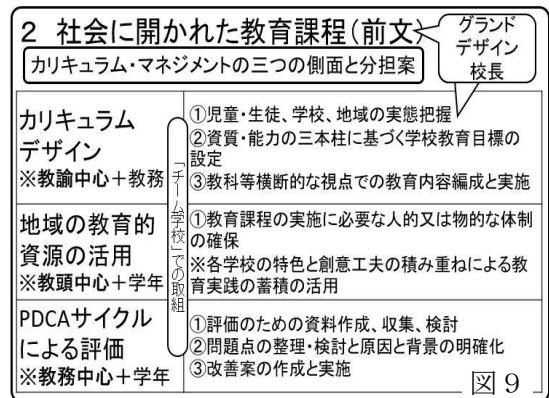 2 社会に開かれた教育課程(前文)
グランド
デザイン
校長
カリキュラム・マネジメントの三つの側面と分担案
カリキュラム
デザイン
※教諭中心＋教務
①児童・生徒、学校、地域の実態把握
②資質・能力の三本柱に基づく学校教育目標の
設定
③教科等横断的な視点での教育内容編成と実施
「チーム学校」での取組
地域の教育的
資源の活用
※教頭中心＋学年
①教育課程の実施に必要な人的又は物的な体制
の確保
※各学校の特色と創意工夫の積み重ねによる教
育実践の蓄積の活用
PDCAサイクル
による評価
※教務中心＋学年
①評価のための資料作成、収集、検討
②問題点の整理・検討と原因と背景の明確化
③改善案の作成と実施
図9